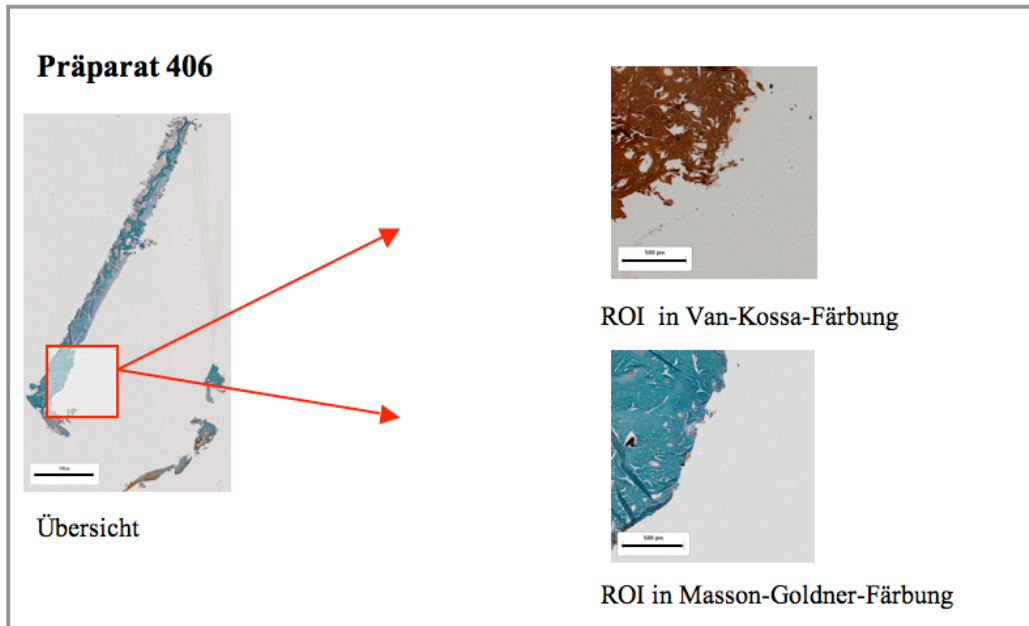 Präparat 406
500 µm
ROI in Van-Kossa-Färbung
500 µm
ROI in Masson-Goldner-Färbung
Übersicht